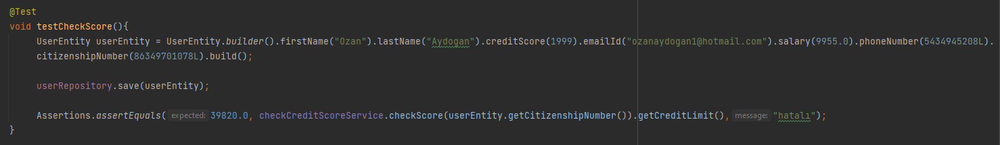 @Test
void testCheckScore(){
UserEntity userEntity = UserEntity.builder().firstName("Ozan").lastName("Aydogan").creditScore(1999).emailId("ozanaydogan1@hotmail.com").salary(9955.0).phoneNumber(5434945208L).
citizenshipNumber(86349701078L).build();
userRepository.save(userEntity);
Assertions.assertEquals( expected: 39820.0, checkCreditScoreService.checkScore(userEntity.getCitizenshipNumber()).getCreditLimit(), message: "hatalı");
}